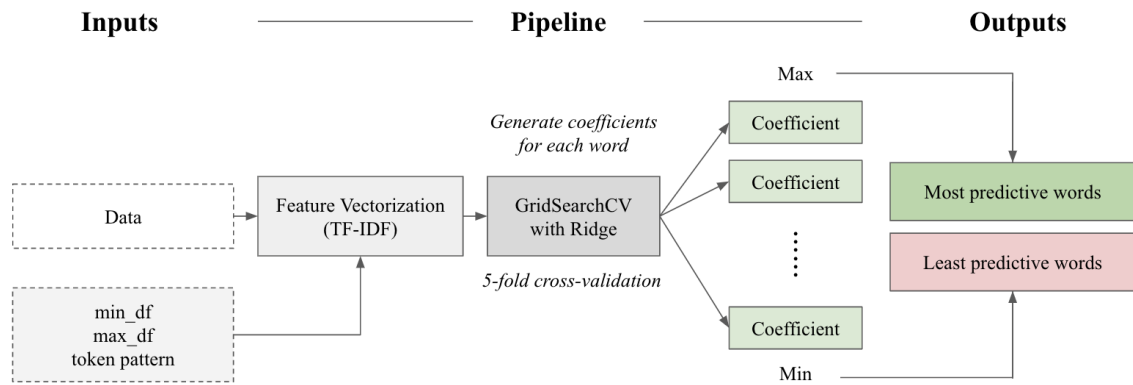 Inputs
Pipeline
Outputs
Max
Generate coefficients
for each word
Coefficient
Coefficient
Most predictive words
Data
Feature Vectorization
(TF-IDF)
GridSearchCV
with Ridge
Least predictive words
5-fold cross-validation
min_df
max_df
token pattern
Coefficient
Min